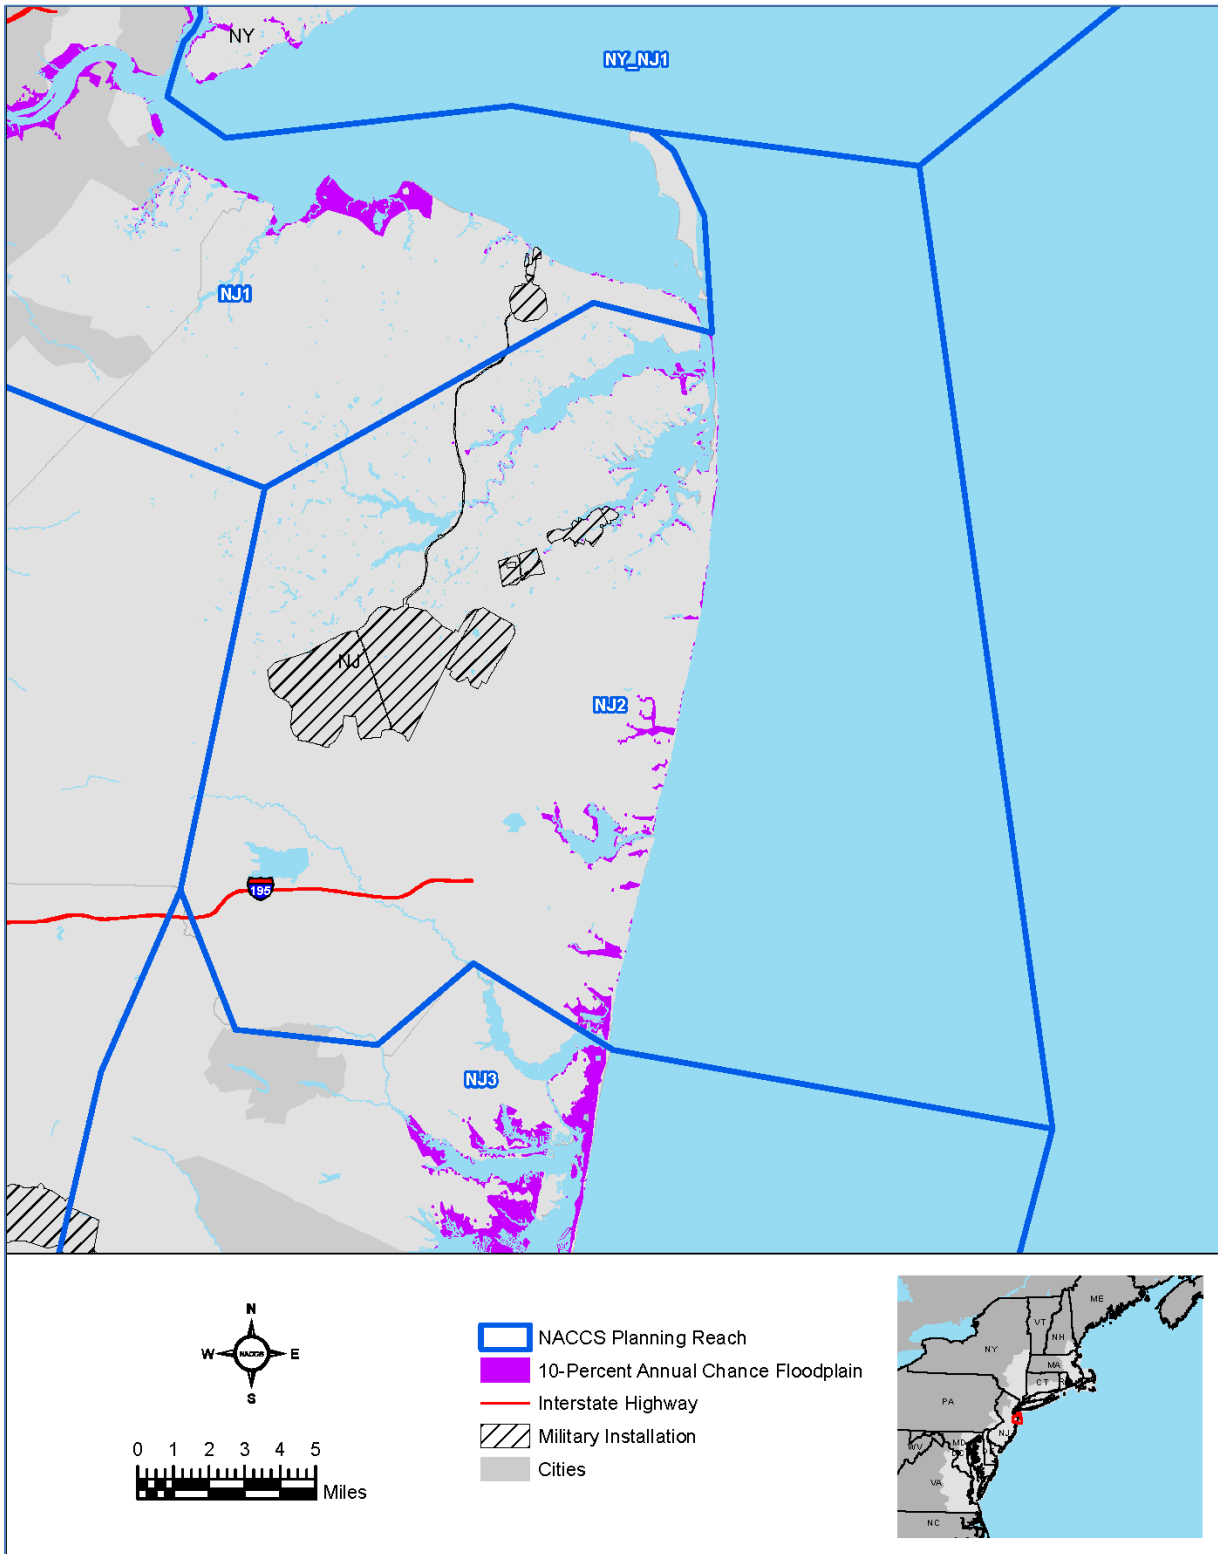 NY
NY_NJ1
NJ1
NJ
NJ2
195
NJ3
N
W
NACCS
E
S
0 1 2 3 4 5
Miles
NACCS Planning Reach
10-Percent Annual Chance Floodplain
Interstate Highway
Military Installation
Cities
ME
VT
NH
NY
MA
CT
R
PA
NJ
MD
WV
VA
NC